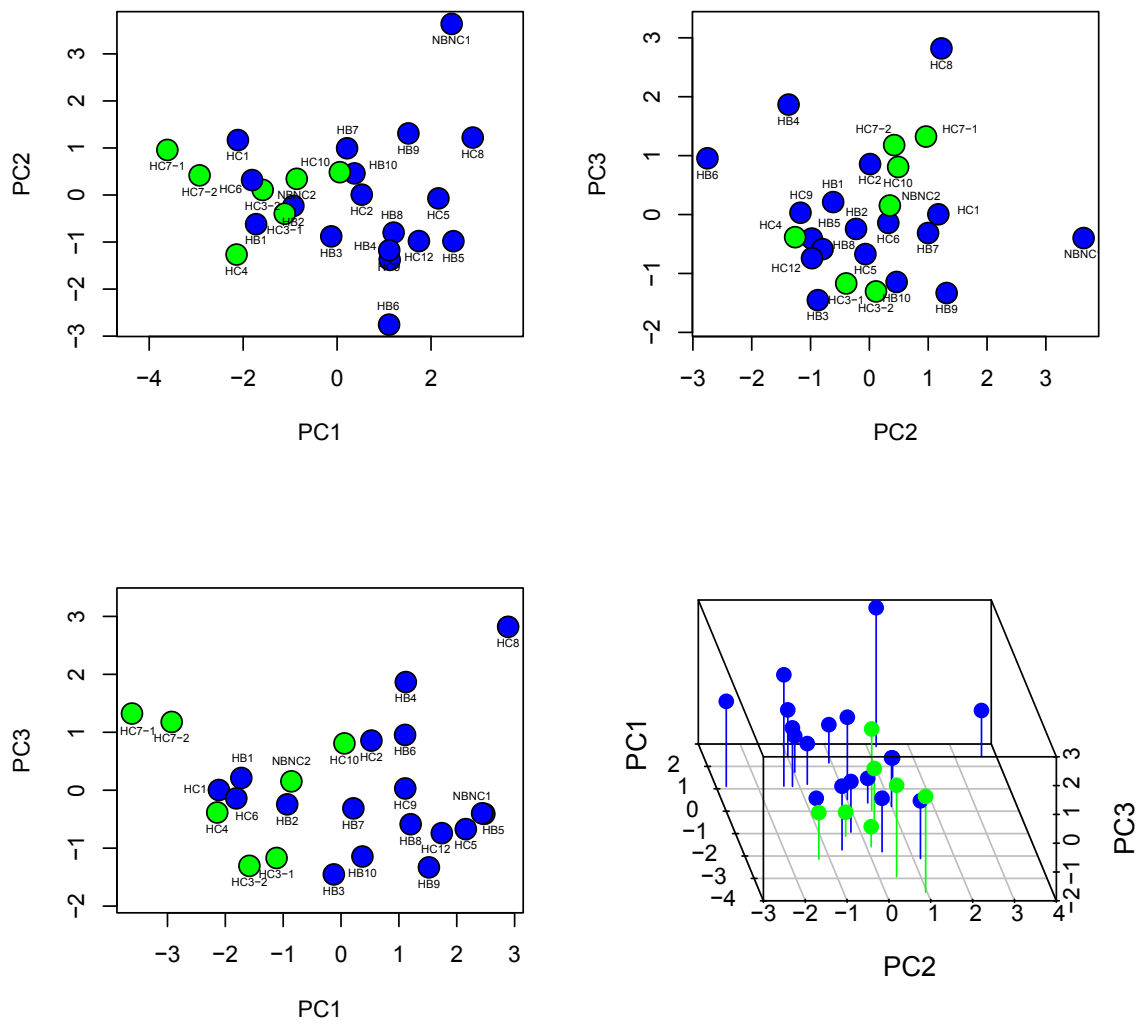 NBNC1
HB7
HB9
HC1
HC8
HC7−1
HC10
HB10
HC7−2
HC6
NBNC2
HC3−2
HC2
HC5
HB2
HB8
HB1
HC3−1
HB3
HB4
HC12
HB5
HC4
HB6
3
2
1
0
−1
−2
−3
PC2
−4
−2
0
2
PC1
HC8
HB4
HC7−2
HC7−1
HB6
HC2
HC10
HB1
NBNC2
HC9
HC1
HC4
HB5
HB2
HC6
HB7
NBNC
HB8
HC12
HC5
HC3−1
HB10
HB3
HC3−2
HB9
3
2
1
0
−1
−2
PC3
−3
−2
−1
0
1
2
3
PC2
HC8
HB4
HC7−1
HC7−2
HC10
HC2
HB6
HB1
NBNC2
HC1
HC6
HC4
HB2
HB7
HC9
NBNC1
HB8
HC12
HC5
HB5
HC3−2
HC3−1
HB3
HB10
HB9
3
2
1
0
−1
−2
PC3
−3
−2
−1
0
1
2
3
PC1
PC1
2
1
0
−1
−2
−3
−4
3
2
1
0
−1
−2
PC3
−3
−2
−1
0
1
2
3
4
PC2